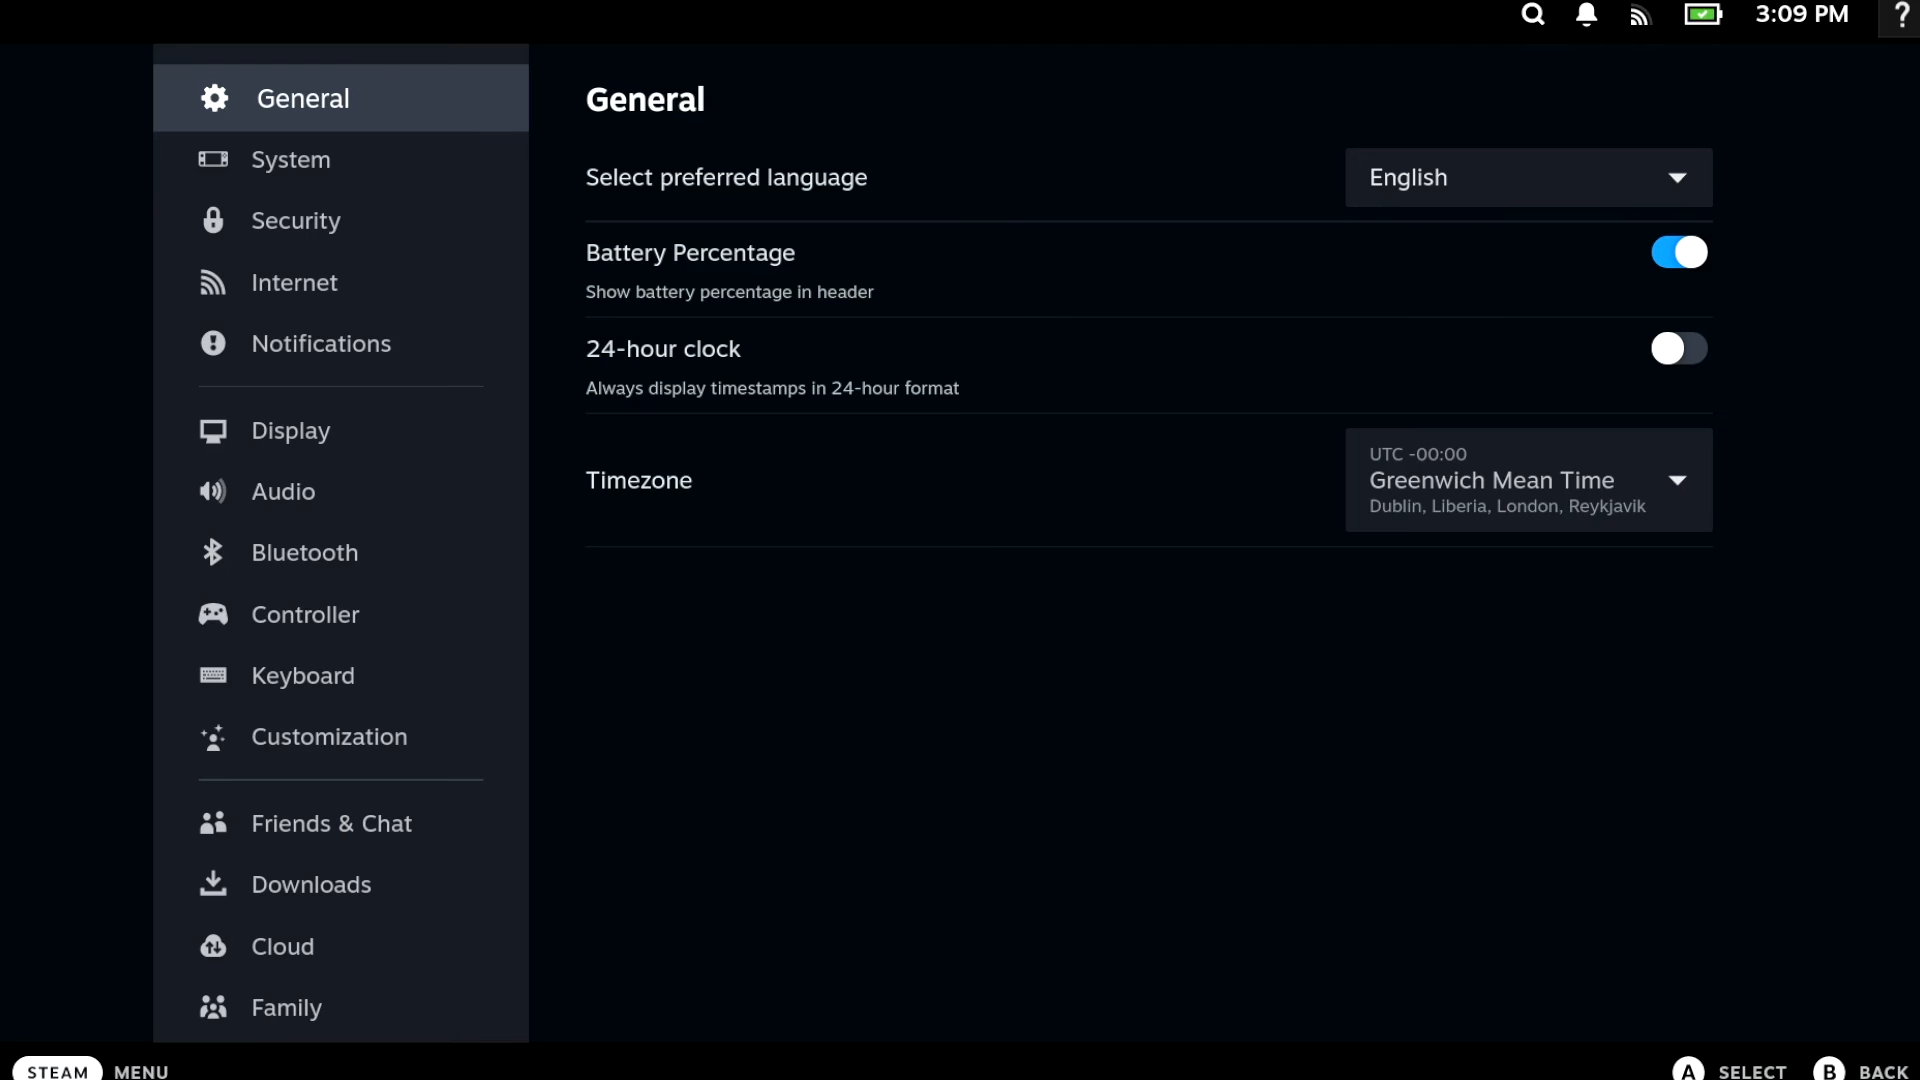 3:09 PM
?
General
System
Security
Internet
Notifications
Display
Audio
Bluetooth
Controller
Keyboard
Customization
Friends & Chat
Downloads
Cloud
Family
General
Select preferred language
English
Battery Percentage
Show battery percentage in header
24-hour clock
Always display timestamps in 24-hour format
Timezone
UTC -00:00
Greenwich Mean Time
Dublin, Liberia, London, Reykjavik
STEAM MENU
A SELECT B BACK